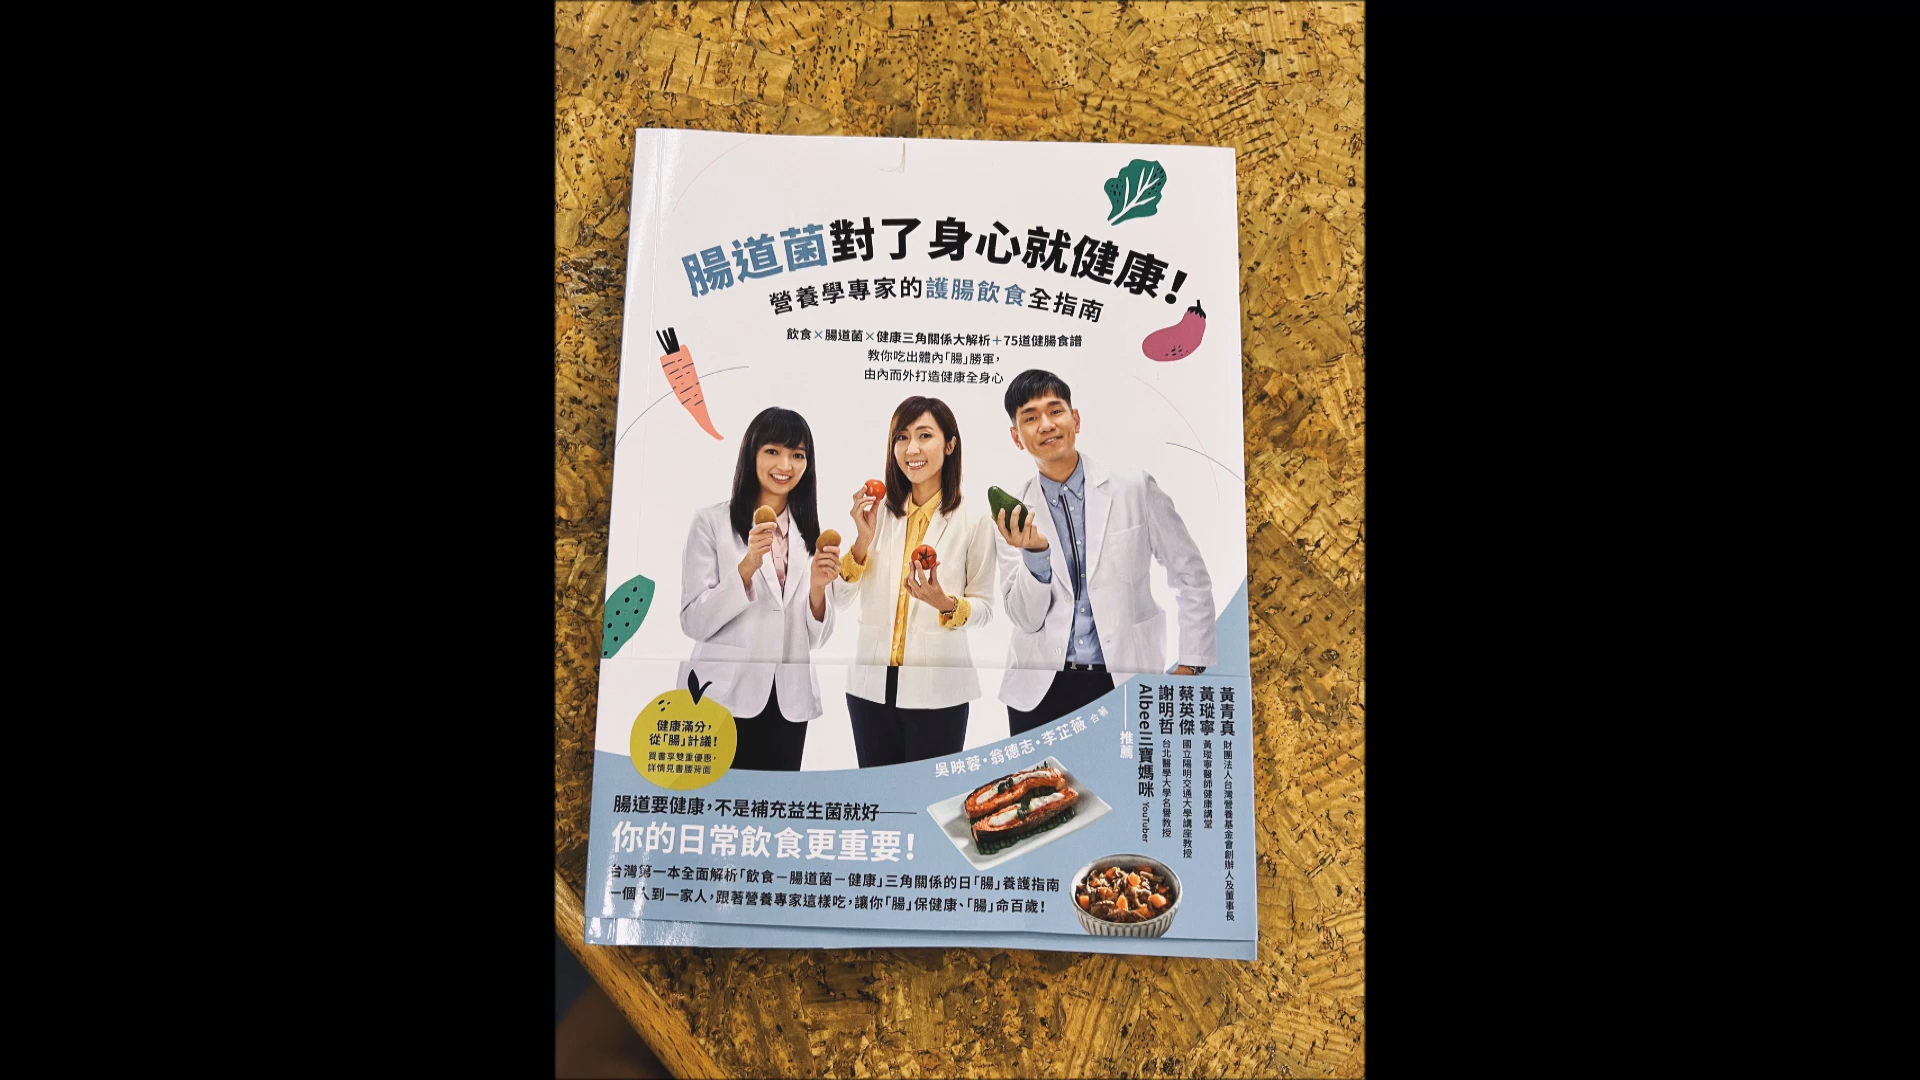 腸道菌對了身心就健康!
營養學專家的護腸飲食全指南
飲食×腸道菌×健康三角關係大解析+75道健腸食譜
教你吃出體內「腸」勝軍,
由內而外打造健康全身心
健康滿分,
從「腸」計議!
買書享雙重優惠,
詳情見書腰背面
吳映蓉・翁德志・李芷薇 合著
黃青真 財團法人台灣營養基金會創辦人及董事長
黃瑽寧 黃瑽寧醫師健康講堂
蔡英傑 國立陽明交通大學講座教授
謝明哲 台北醫學大學名譽教授
Albee三寶媽咪 YouTuber
推薦
腸道要健康,不是補充益生菌就好──
你的日常飲食更重要!
台灣第一本全面解析「飲食-腸道菌-健康」三角關係的日「腸」養護指南
一個人到一家人,跟著營養專家這樣吃,讓你「腸」保健康、「腸」命百歲!